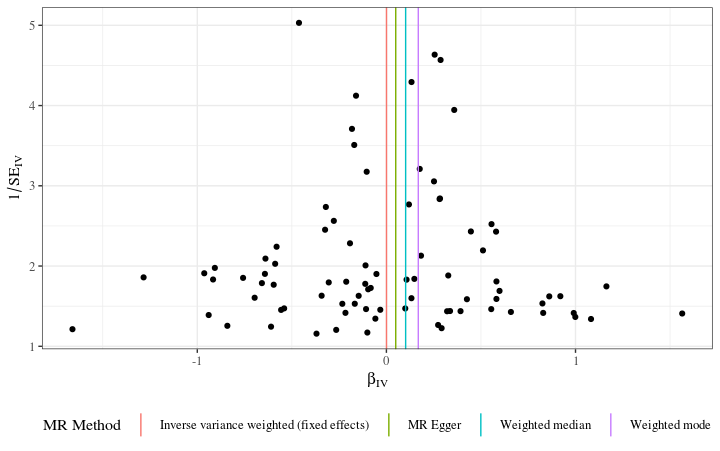 5
4
3
2
1
1/SE_IV
-1
0
1
β_IV
MR Method
Inverse variance weighted (fixed effects)
MR Egger
Weighted median
Weighted mode